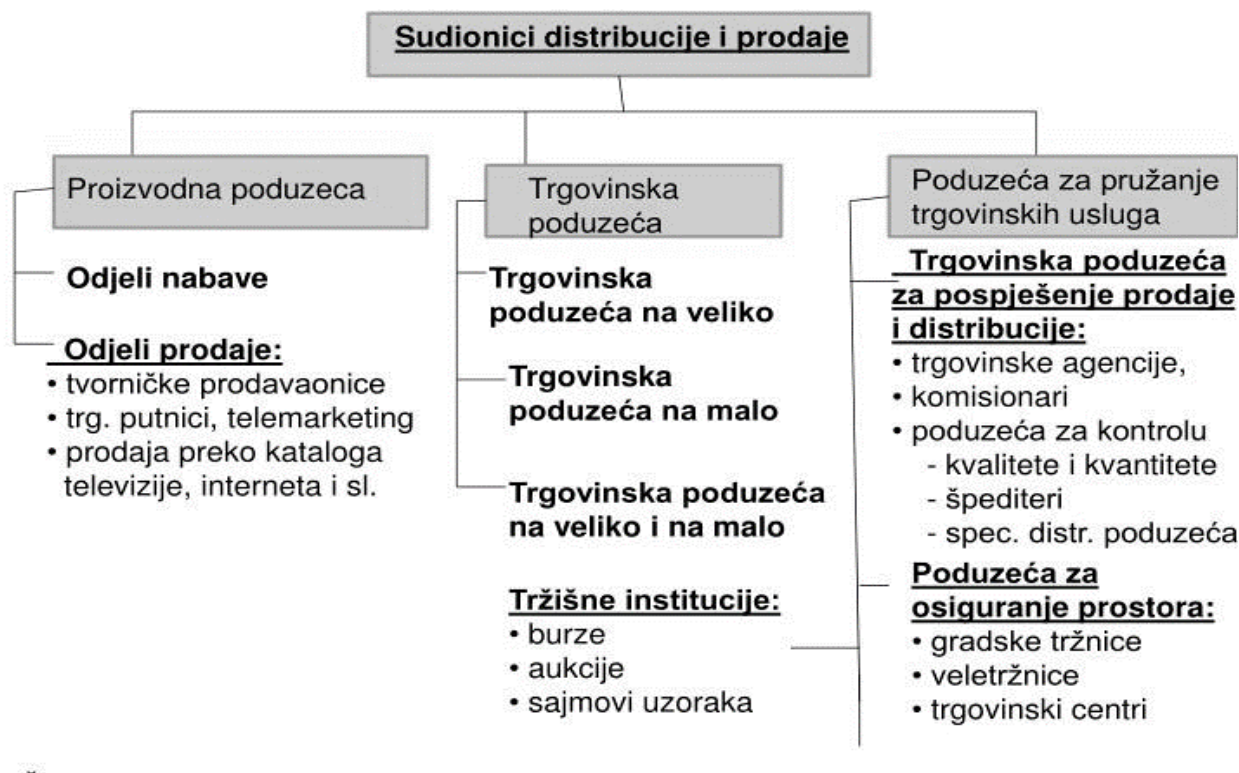 Sudionici distribucije i prodaje
Proizvodna poduzeca
Odjeli nabave
Odjeli prodaje:
• tvorničke prodavaonice
• trg. putnici, telemarketing
• prodaja preko kataloga
televizije, interneta i sl.
Trgovinska
poduzeća
Trgovinska
poduzeća na veliko
Trgovinska
poduzeća na malo
Trgovinska poduzeća
na veliko i na malo
Tržišne institucije:
• burze
• aukcije
• sajmovi uzoraka
Poduzeća za pružanje
trgovinskih usluga
Trgovinska poduzeća
za pospješenje prodaje
i distribucije:
• trgovinske agencije,
• komisionari
• poduzeća za kontrolu
- kvalitete i kvantitete
- špediteri
- spec. distr. poduzeća
Poduzeća za
osiguranje prostora:
• gradske tržnice
• veletržnice
• trgovinski centri